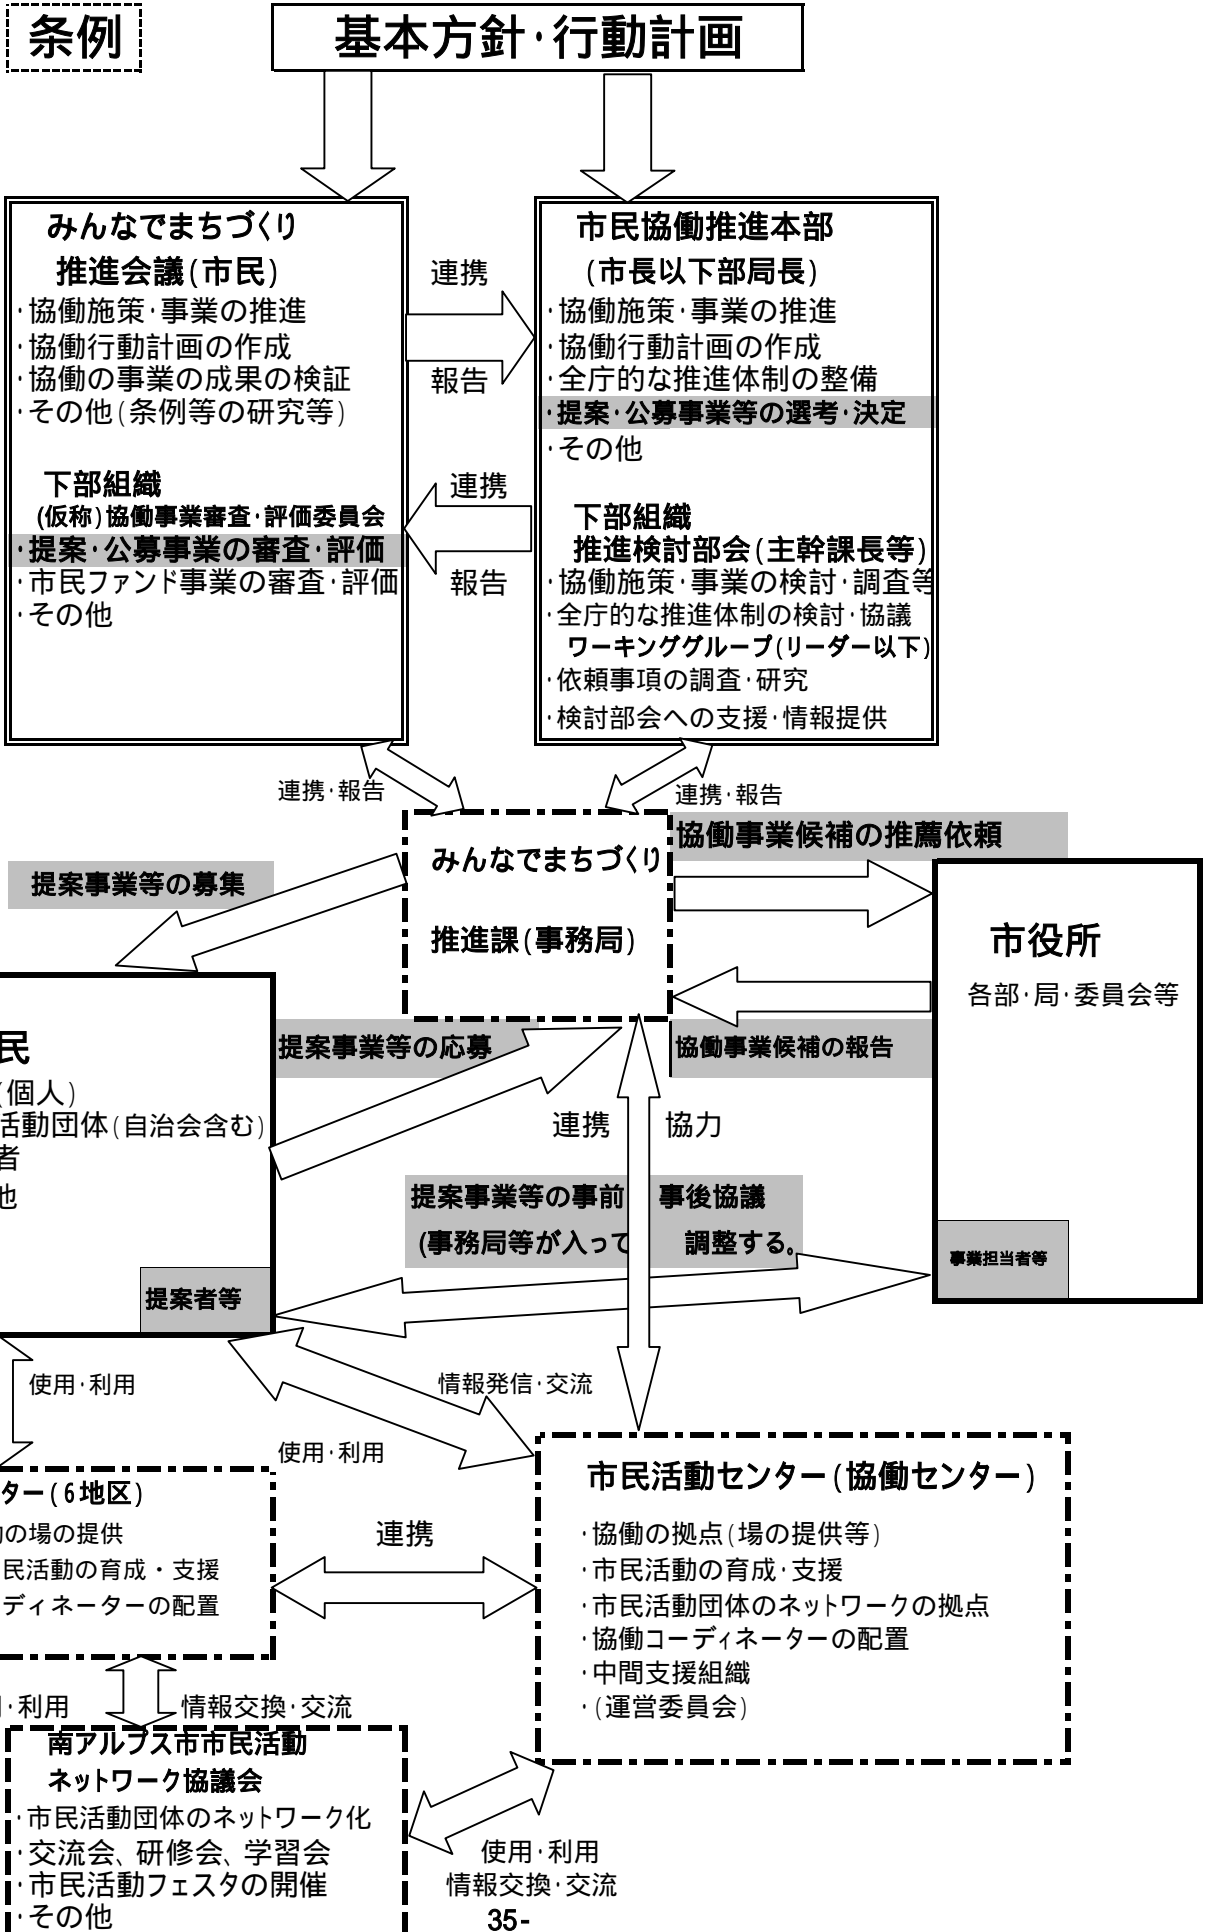 条例
基本方針･行動計画
みんなでまちづくり
推進会議(市民)
･協働施策･事業の推進
･協働行動計画の作成
･協働の事業の成果の検証
･その他(条例等の研究等)
下部組織
(仮称)協働事業審査･評価委員会
･提案･公募事業の審査･評価
･市民ファンド事業の審査･評価
･その他
連携
報告
連携
報告
市民協働推進本部
(市長以下部局長)
･協働施策･事業の推進
･協働行動計画の作成
･全庁的な推進体制の整備
･提案･公募事業等の選考･決定
･その他
下部組織
推進検討部会(主幹課長等)
･協働施策･事業の検討･調査等
･全庁的な推進体制の検討･協議
ワーキンググループ(リーダー以下)
･依頼事項の調査･研究
･検討部会への支援･情報提供
連携･報告
連携･報告
みんなでまちづくり
推進課(事務局)
協働事業候補の推薦依頼
提案事業等の募集
市役所
各部･局･委員会等
協働事業候補の報告
提案事業等の応募
民
(個人)
活動団体(自治会含む)
者
他
連携 協力
提案事業等の事前 事後協議
(事務局等が入って 調整する。
事業担当者等
提案者等
使用･利用
情報発信･交流
使用･利用
ター(6地区)
の場の提供
民活動の育成・支援
ディネーターの配置
連携
市民活動センター(協働センター)
･協働の拠点(場の提供等)
･市民活動の育成･支援
･市民活動団体のネットワークの拠点
･協働コーディネーターの配置
･中間支援組織
･(運営委員会)
･利用
情報交換･交流
南アルプス市市民活動
ネットワーク協議会
･市民活動団体のネットワーク化
･交流会、研修会、学習会
･市民活動フェスタの開催
･その他
使用･利用
情報交換･交流
35-